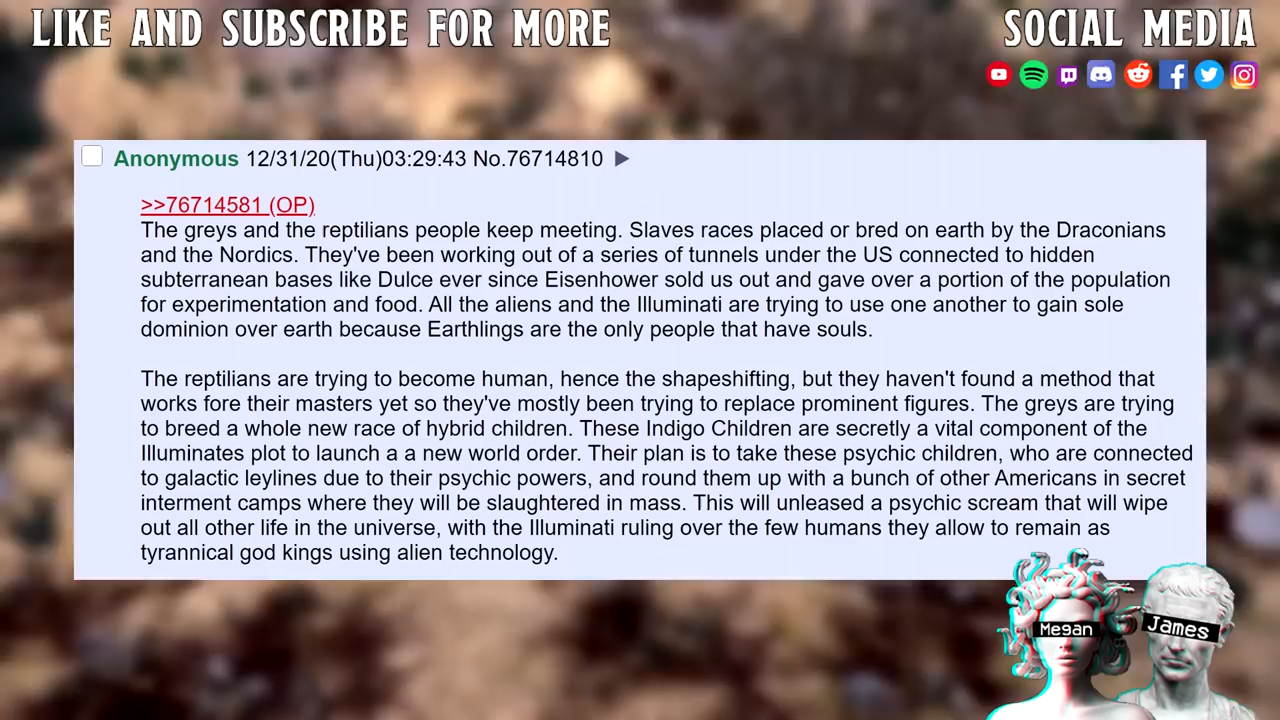 LIKE AND SUBSCRIBE FOR MORE
SOCIAL MEDIA
Anonymous 12/31/20(Thu)03:29:43 No.76714810 ▶
>>76714581 (OP)
The greys and the reptilians people keep meeting. Slaves races placed or bred on earth by the Draconians
and the Nordics. They've been working out of a series of tunnels under the US connected to hidden
subterranean bases like Dulce ever since Eisenhower sold us out and gave over a portion of the population
for experimentation and food. All the aliens and the Illuminati are trying to use one another to gain sole
dominion over earth because Earthlings are the only people that have souls.
The reptilians are trying to become human, hence the shapeshifting, but they haven't found a method that
works fore their masters yet so they've mostly been trying to replace prominent figures. The greys are trying
to breed a whole new race of hybrid children. These Indigo Children are secretly a vital component of the
Illuminates plot to launch a a new world order. Their plan is to take these psychic children, who are connected
to galactic leylines due to their psychic powers, and round them up with a bunch of other Americans in secret
interment camps where they will be slaughtered in mass. This will unleased a psychic scream that will wipe
out all other life in the universe, with the Illuminati ruling over the few humans they allow to remain as
tyrannical god kings using alien technology.
Megan
James